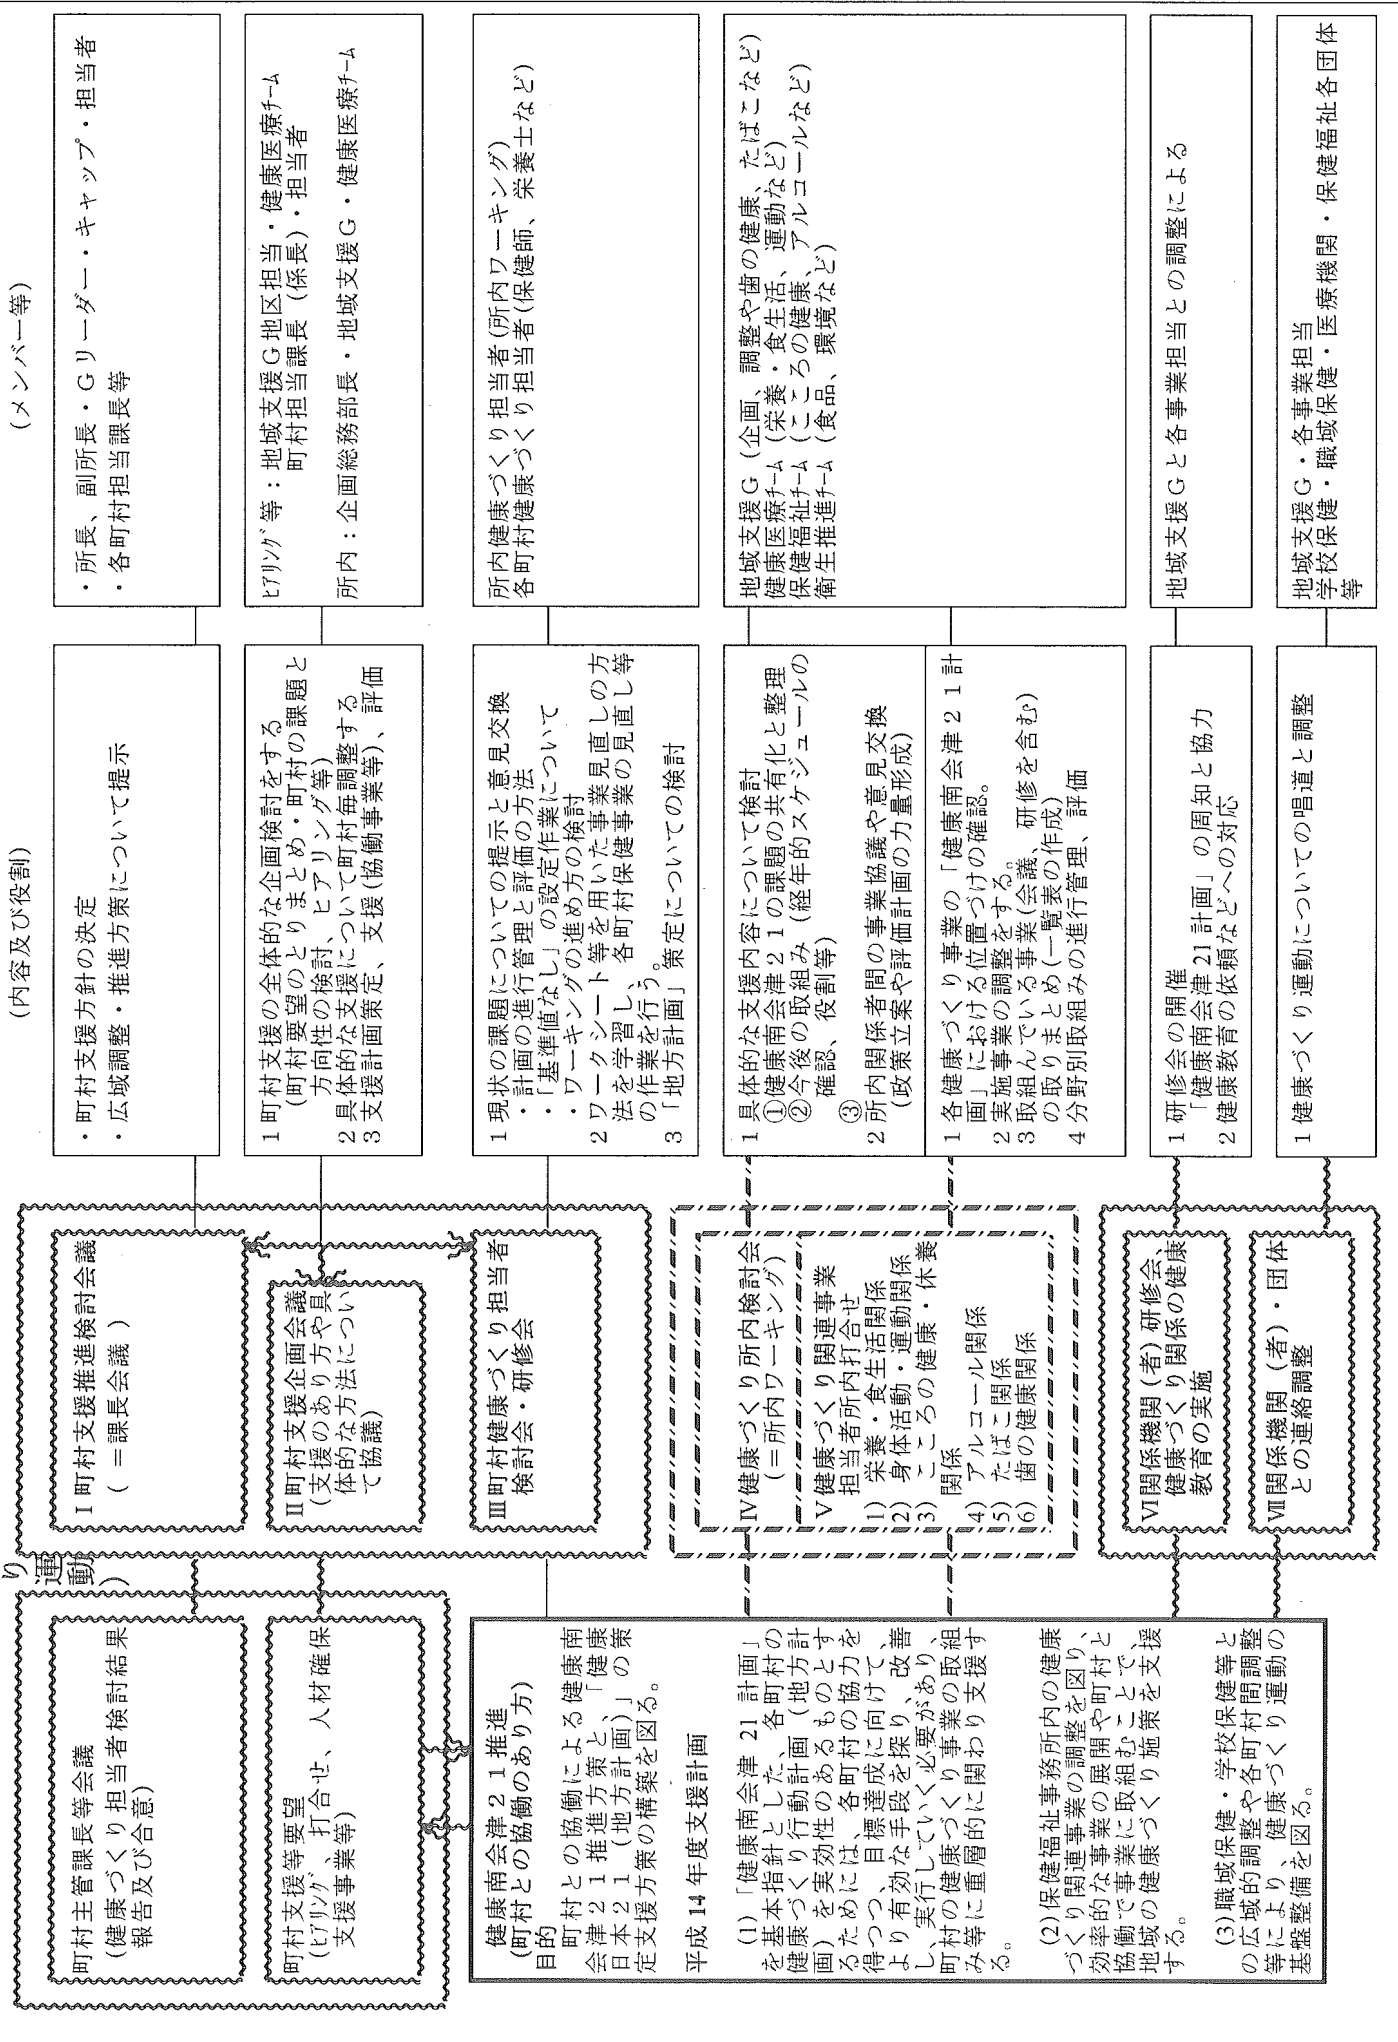 り
運
動
)
(内容及び役割)
(メンバー等)
町村主管課長等会議
(健康づくり担当者検討結果
報告及び合意)
町村支援等要望
(ﾋｱﾘﾝｸﾞ、打合せ、人材確保
支援事業等)
健康南会津２１推進
(町村との協働のあり方)
目的
町村との協働による健康南
会津２１推進方策と、「健康
日本２１（地方計画)」の策
定支援方策の構築を図る。
平成14年度支援計画
(1) 「健康南会津 21 計画」
を基本指針とした、各町村の
健康づくり行動計画（地方計
画）を実効性のあるものとす
るためには、各町村の協力を
得つつ、目標達成に向けて、
より有効な手段を探り、改善
し、実行していく必要があり、
町村の健康づくり事業の取組
み等に重層的に関わり支援す
る。
(2)保健福祉事務所内の健康
づくり関連事業の調整を図り、
効率的な事業の展開や町村と
協働で事業に取組むことで、
地域の健康づくり施策を支援
する。
(3)職域保健・学校保健等と
の広域的調整や各町村間調整
等により、健康づくり運動の
基盤整備を図る。
Ⅰ町村支援推進検討会議
( ＝課長会議 )
Ⅱ町村支援企画会議
(支援のあり方や具
体的な方法につい
て協議)
Ⅲ町村健康づくり担当者
検討会・研修会
Ⅳ健康づくり所内検討会
(＝所内ワーキング)
Ⅴ健康づくり関連事業
担当者所内打合せ
1) 栄養・食生活関係
2) 身体活動・運動関係
3) こころの健康・休養
関係
4) アルコール関係
5) たばこ関係
6) 歯の健康関係
Ⅵ関係機関(者)研修会、
健康づくり関係の健康
教育の実施
Ⅶ関係機関（者）・団体
との連絡調整
・町村支援方針の決定
・広域調整・推進方策について提示
1 町村支援の全体的な企画検討をする
(町村要望のとりまとめ・町村の課題と
方向性の検討、ヒアリング等)
2 具体的な支援について町村毎調整する
3 支援計画策定、支援(協働事業等)、評価
1 現状の課題についての提示と意見交換
・計画の進行管理と評価の方法
・「基準値なし」の設定作業について
・ワーキングの進め方の検討
2 ワークシート等を用いた事業見直しの方
法を学習し、各町村保健事業の見直し等
の作業を行う。
3 「地方計画」策定についての検討
1 具体的な支援内容について検討
①健康南会津２１の課題の共有化と整理
②今後の取組み（経年的スケジュールの
確認、役割等)
③
2 所内関係者間の事業協議や意見交換
(政策立案や評価計画の力量形成)
1 各健康づくり事業の「健康南会津２１計
画」における位置づけの確認。
2 実施事業の調整をする。
3 取組んでいる事業(会議、研修を含む)
の取りまとめ(一覧表の作成)
4 分野別取組みの進行管理、評価
1 研修会の開催
「健康南会津21計画」の周知と協力
2 健康教育の依頼などへの対応
1 健康づくり運動についての唱道と調整
・所長、副所長・Ｇリーダー・キャップ・担当者
・各町村担当課長等
ﾋｱﾘﾝｸﾞ等：地域支援Ｇ地区担当・健康医療ﾁｰﾑ
町村担当課長（係長）・担当者
所内：企画総務部長・地域支援Ｇ・健康医療ﾁｰﾑ
所内健康づくり担当者(所内ワーキング)
各町村健康づくり担当者(保健師、栄養士など)
地域支援Ｇ（企画、調整や歯の健康、たばこなど）
健康医療ﾁｰﾑ（栄養・食生活、運動など）
保健福祉ﾁｰﾑ（こころの健康、アルコールなど）
衛生推進ﾁｰﾑ（食品、環境など）
地域支援Ｇと各事業担当との調整による
地域支援Ｇ・各事業担当
学校保健・職域保健・医療機関・保健福祉各団体
等